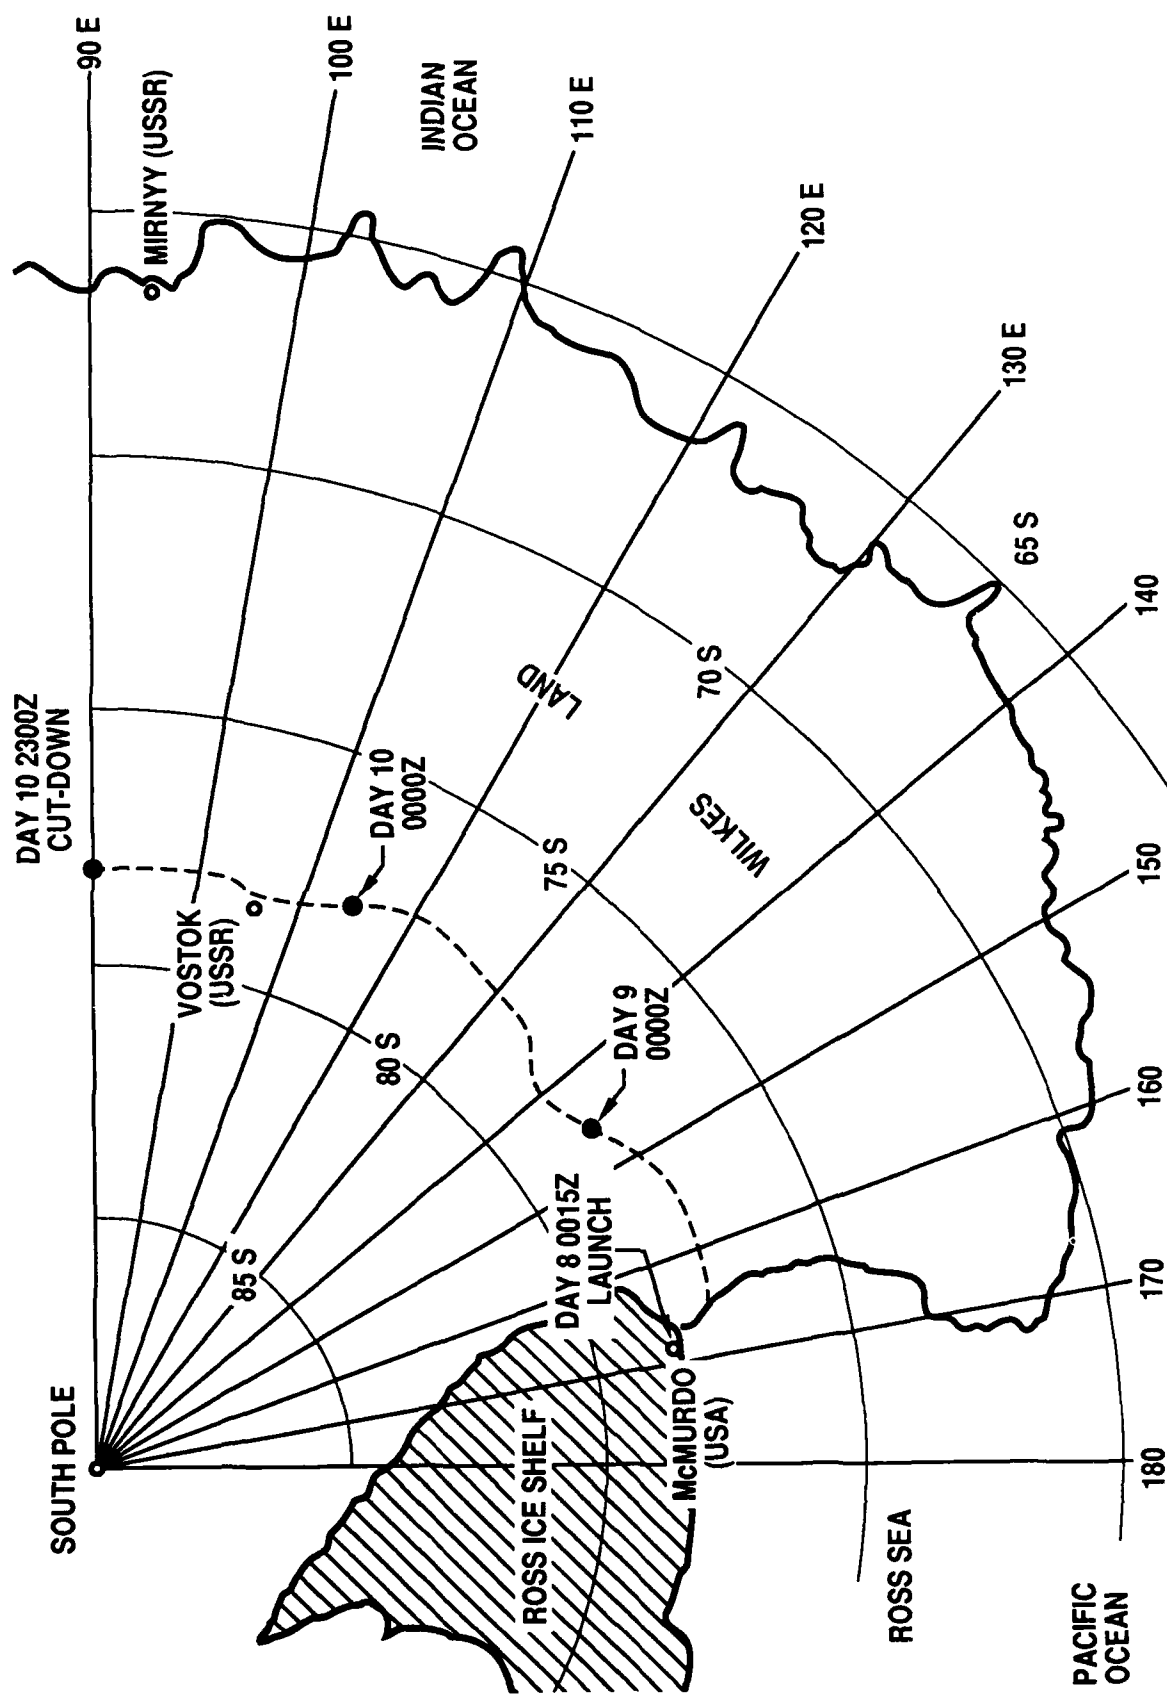 SOUTH POLE
DAY 10 2300Z
CUT-DOWN
90 E
MIRNYY (USSR)
100 E
INDIAN
OCEAN
110 E
120 E
130 E
65 S
140
150
160
170
180
VOSTOK
(USSR)
DAY 10
0000Z
LAND
70 S
WILKES
75 S
80 S
DAY 9
0000Z
85 S
DAY 8 0015Z
LAUNCH
ROSS ICE SHELF
McMURDO
(USA)
ROSS SEA
PACIFIC
OCEAN